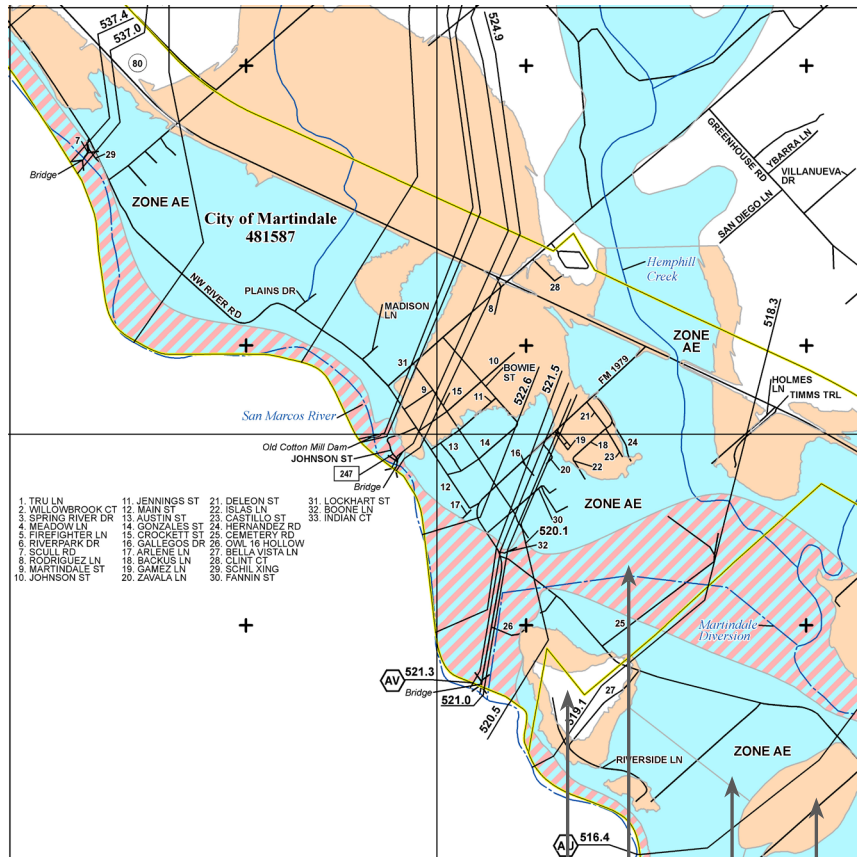 537.4
537.0
80
524.9
7
29
Bridge
ZONE AE
City of Martindale
481587
GREENHOUSE RD
YBARRA LN
VILLANUEVA
DR
SAN DIEGO LN
Hemphill
Creek
NW RIVER RD
PLAINS DR
MADISON
LN
28
8
518.3
ZONE
AE
31
10
BOWIE
ST
9
15
11
522.6
521.5
FM 1979
HOLMES
LN
TIMMS TRL
San Marcos River
21
Old Cotton Mill Dam
JOHNSON ST
247
Bridge
13
14
16
19
18
24
23
22
20
12
17
30
ZONE AE
520.1
32
1. TRU LN
2. WILLOWBROOK CT
3. SPRING RIVER DR
4. MEADOW LN
5. FIREFIGHTER LN
6. RIVERPARK DR
7. SCULL RD
8. RODRIGUEZ LN
9. MARTINDALE ST
10. JOHNSON ST
11. JENNINGS ST
12. MAIN ST
13. AUSTIN ST
14. GONZALES ST
15. CROCKETT ST
16. GALLEGOS DR
17. ARLENE LN
18. BACKUS LN
19. GAMEZ LN
20. ZAVALA LN
21. DELEON ST
22. ISLAS LN
23. CASTILLO ST
24. HERNANDEZ RD
25. CEMETERY RD
26. OWL 16 HOLLOW
27. BELLA VISTA LN
28. CLINT CT
29. SCHIL XING
30. FANNIN ST
31. LOCKHART ST
32. BOONE LN
33. INDIAN CT
26
25
Martindale
Diversion
AV
521.3
Bridge
521.0
520.5
519.1
27
ZONE AE
RIVERSIDE LN
516.4